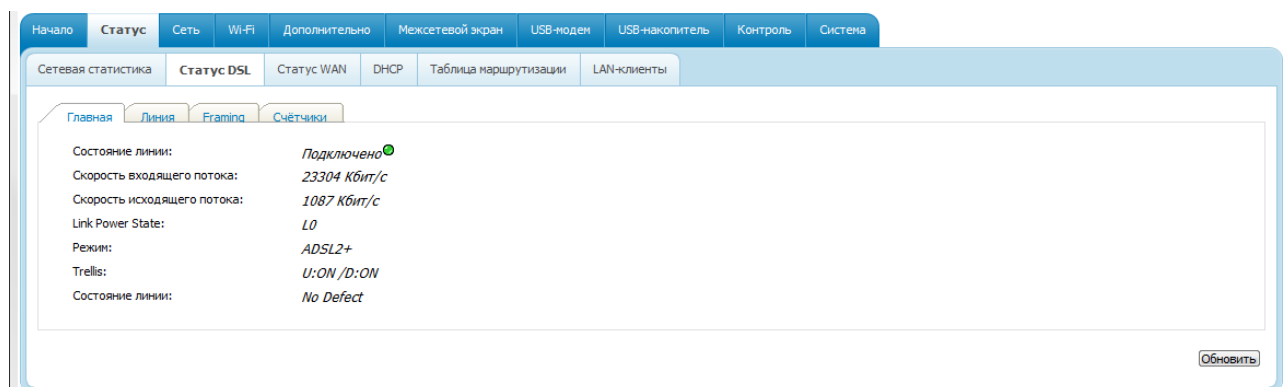 Начало Статус Сеть Wi-Fi Дополнительно Межсетевой экран USB-модем USB-накопитель Контроль Система
Сетевая статистика Статус DSL Статус WAN DHCP Таблица маршрутизации LAN-клиенты
Главная Линия Framing Счётчики
Состояние линии: Подключено
Скорость входящего потока: 23304 Кбит/с
Скорость исходящего потока: 1087 Кбит/с
Link Power State: L0
Режим: ADSL2+
Trellis: U:ON /D:ON
Состояние линии: No Defect
Обновить